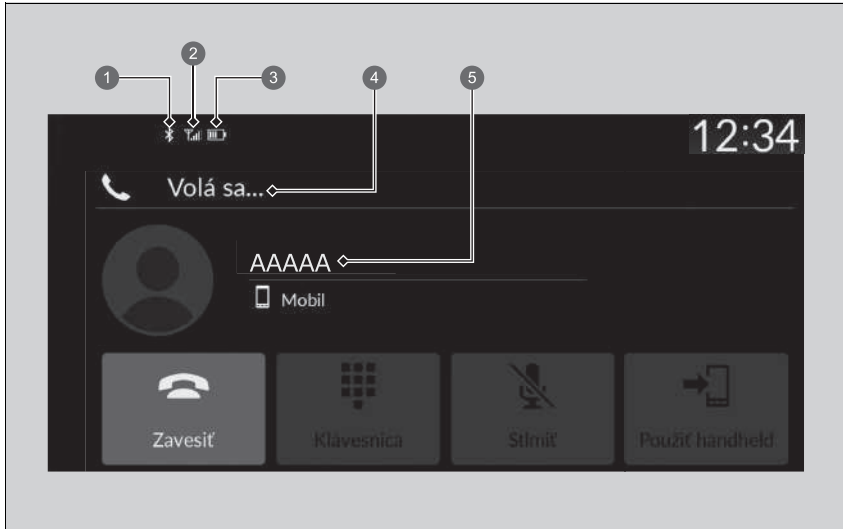 1 2 3 4 5
12:34
Volá sa...
AAAAA
Mobil
Zavesiť Klávesnica Stlmiť Použiť handheld